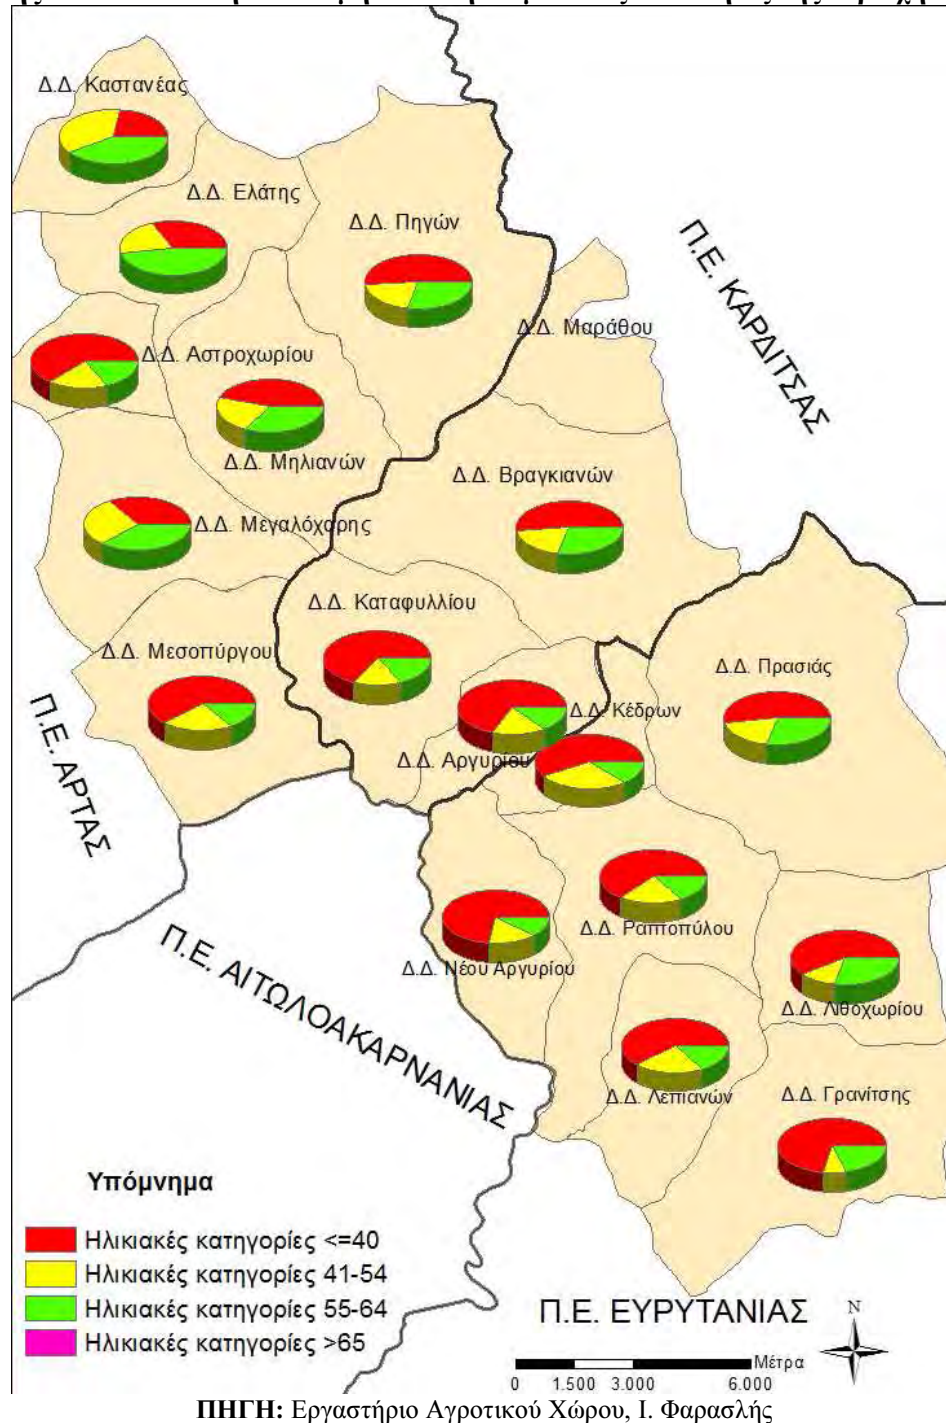 Δ.Δ. Καστανέας
Δ.Δ. Ελάτης
Δ.Δ. Πηγών
Π.Ε. ΚΑΡΔΙΤΣΑΣ
Δ.Δ. Μαράθου
Δ.Δ. Αστροχωρίου
Δ.Δ. Μηλιανών
Δ.Δ. Βραγκιανών
Δ.Δ. Μεγαλόχαρης
Δ.Δ. Καταφυλλίου
Δ.Δ. Μεσοπύργου
Δ.Δ. Πρασιάς
Δ.Δ. Κέδρων
Π.Ε. ΑΡΤΑΣ
Δ.Δ. Αργυρίου
Δ.Δ. Ραπτοπύλου
Δ.Δ. Νέου Αργυρίου
Π.Ε. ΑΙΤΩΛΟΑΚΑΡΝΑΝΙΑΣ
Δ.Δ. Λιθοχωρίου
Δ.Δ. Λεπιανών
Δ.Δ. Γρανίτσης
Υπόμνημα
Ηλικιακές κατηγορίες <=40
Ηλικιακές κατηγορίες 41-54
Ηλικιακές κατηγορίες 55-64
Ηλικιακές κατηγορίες >65
Π.Ε. ΕΥΡΥΤΑΝΙΑΣ
N
Μέτρα
0 1.500 3.000 6.000
ΠΗΓΗ: Εργαστήριο Αγροτικού Χώρου, Ι. Φαρασλής